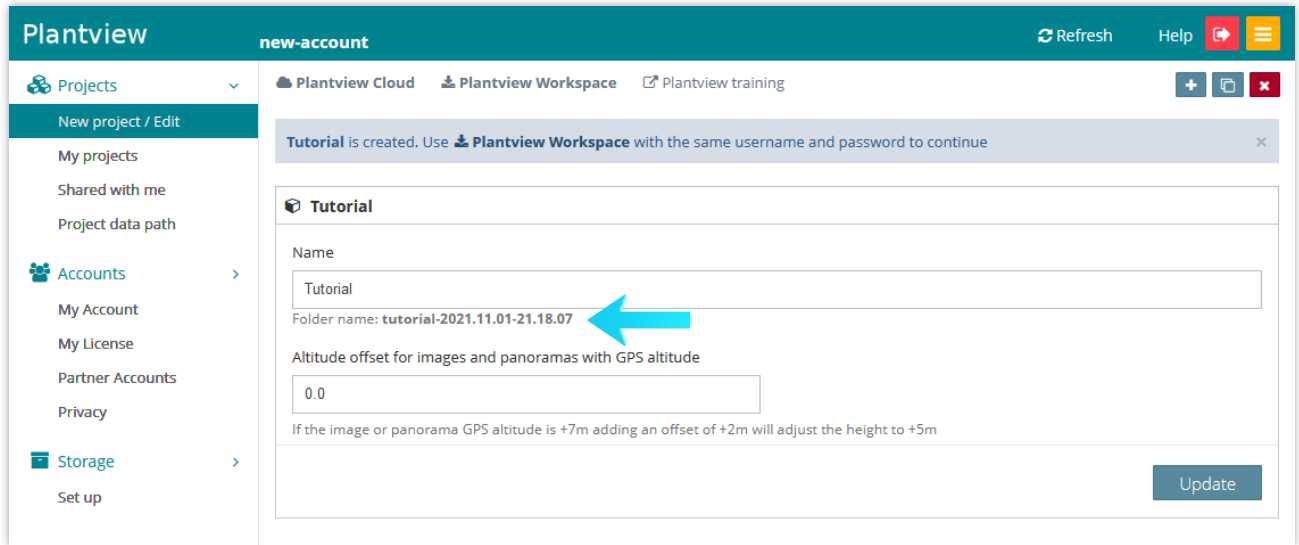 Plantview
new-account
Refresh
Help
Projects
New project / Edit
My projects
Shared with me
Project data path
Accounts
My Account
My License
Partner Accounts
Privacy
Storage
Set up
Plantview Cloud
Plantview Workspace
Plantview training
Tutorial is created. Use Plantview Workspace with the same username and password to continue
Tutorial
Name
Tutorial
Folder name: tutorial-2021.11.01-21.18.07
Altitude offset for images and panoramas with GPS altitude
0.0
If the image or panorama GPS altitude is +7m adding an offset of +2m will adjust the height to +5m
Update